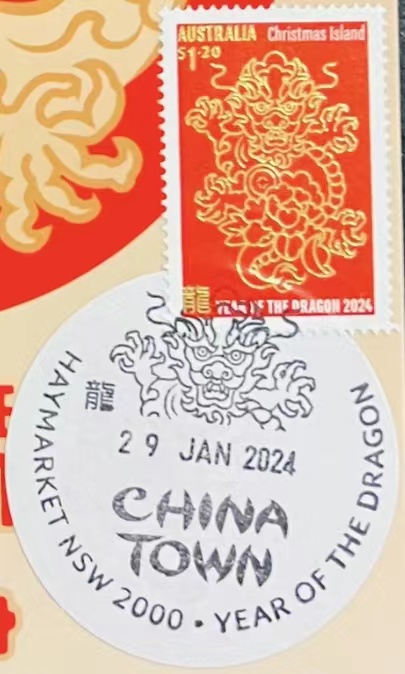 AUSTRALIA Christmas Island
$1.20
龍 YEAR OF THE DRAGON 2024
龍
29 JAN 2024
CHINA
TOWN
HAYMARKET NSW 2000 • YEAR OF THE DRAGON